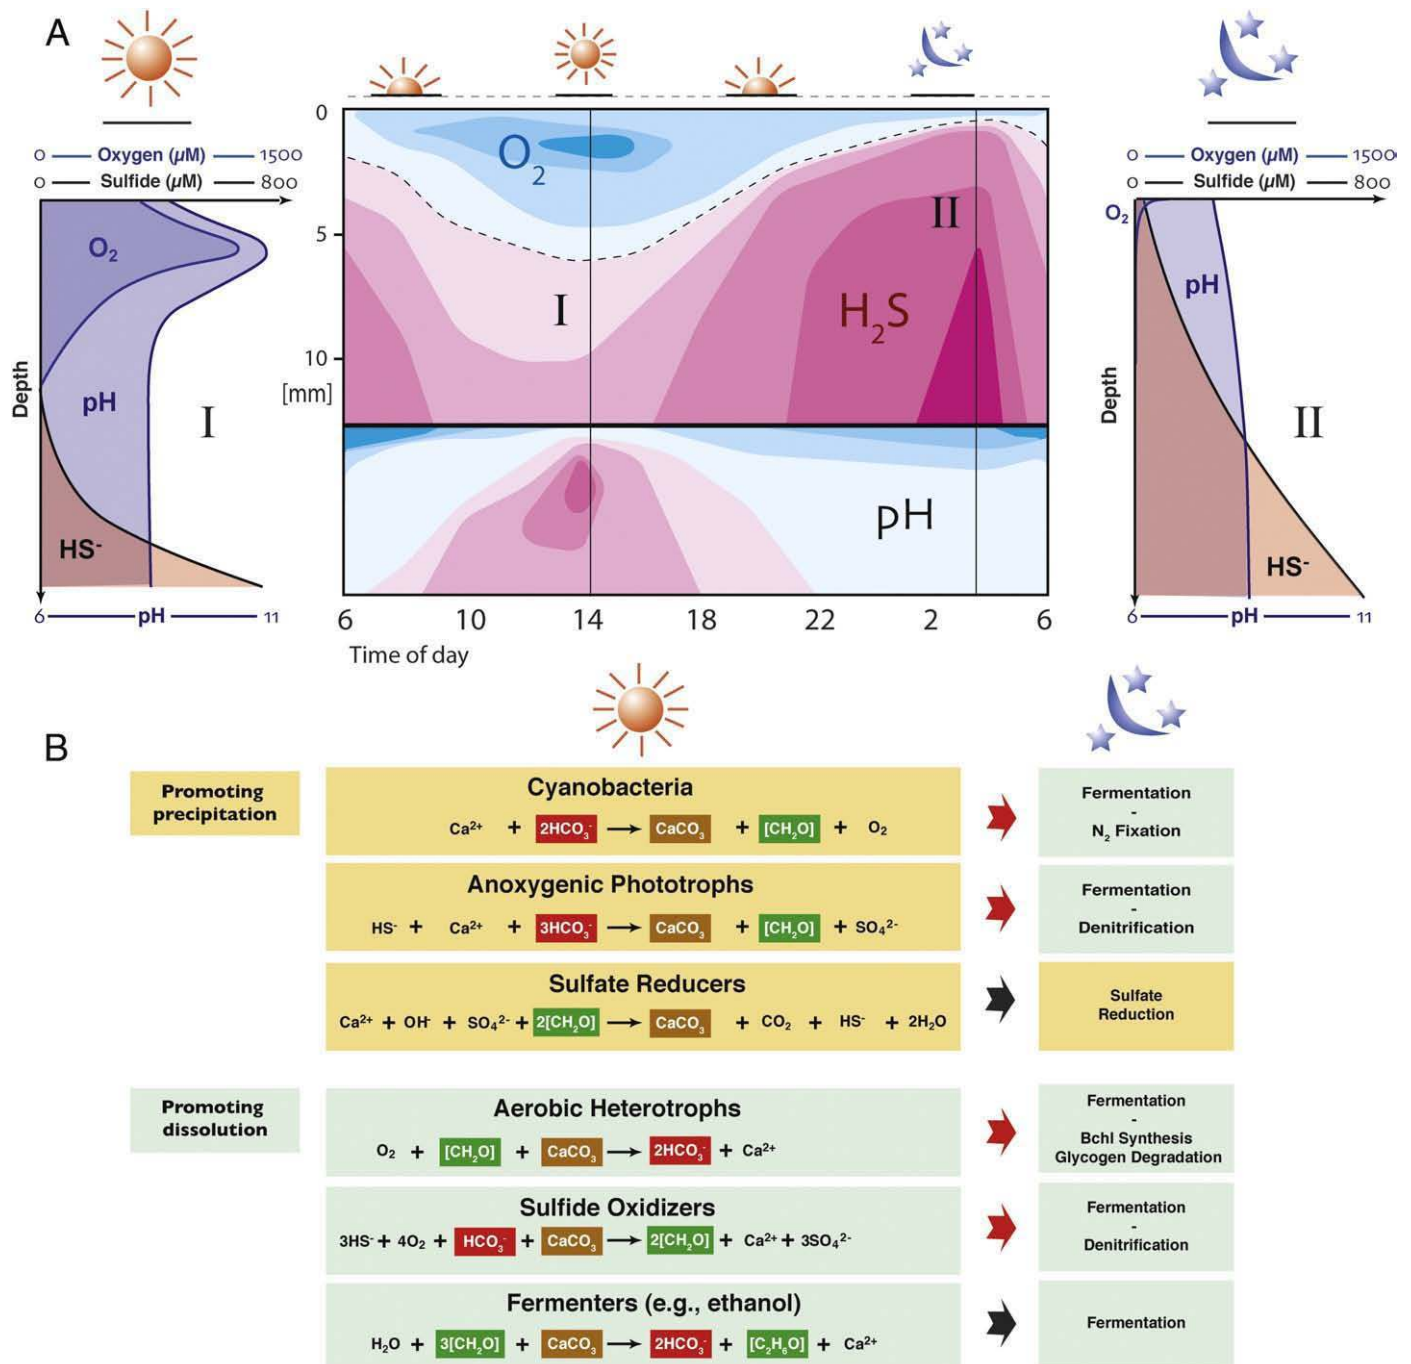 A
0 Oxygen (µM) 1500
0 Sulfide (µM) 800
O2
pH
I
HS-
Depth
6 pH 11
0
5
10
[mm]
O2
I
II
H2S
pH
6 10 14 18 22 2 6
Time of day
0 Oxygen (µM) 1500
0 Sulfide (µM) 800
O2
pH
II
HS-
Depth
6 pH 11
B
Promoting
precipitation
Cyanobacteria
Ca2+ + 2HCO3- → CaCO3 + [CH2O] + O2
Fermentation
-
N2 Fixation
Anoxygenic Phototrophs
HS- + Ca2+ + 3HCO3- → CaCO3 + [CH2O] + SO42-
Fermentation
-
Denitrification
Sulfate Reducers
Ca2+ + OH- + SO42- + 2[CH2O] → CaCO3 + CO2 + HS- + 2H2O
Sulfate
Reduction
Promoting
dissolution
Aerobic Heterotrophs
O2 + [CH2O] + CaCO3 → 2HCO3- + Ca2+
Fermentation
-
Bchl Synthesis
Glycogen Degradation
Sulfide Oxidizers
3HS- + 4O2 + HCO3- + CaCO3 → 2[CH2O] + Ca2+ + 3SO42-
Fermentation
-
Denitrification
Fermenters (e.g., ethanol)
H2O + 3[CH2O] + CaCO3 → 2HCO3- + [C2H6O] + Ca2+
Fermentation